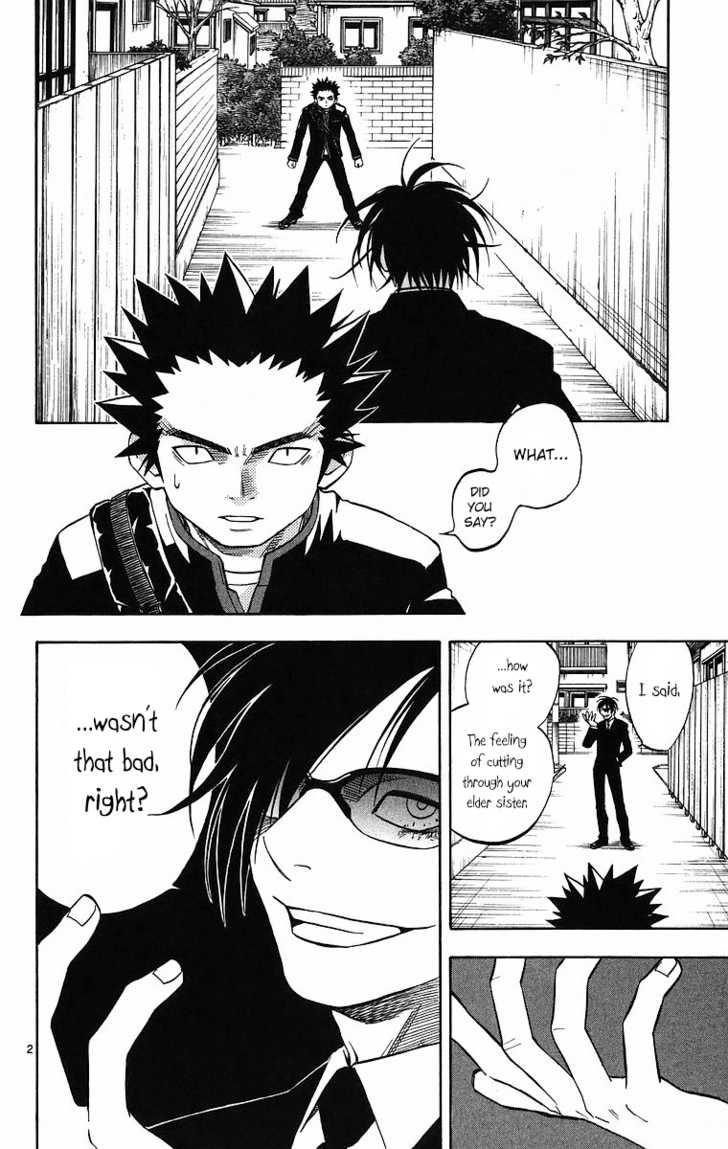 WHAT...
DID
YOU
SAY?
I said,
...how
was it?
The feeling
of cutting
through your
elder sister.
...wasn't
that bad,
right?
2